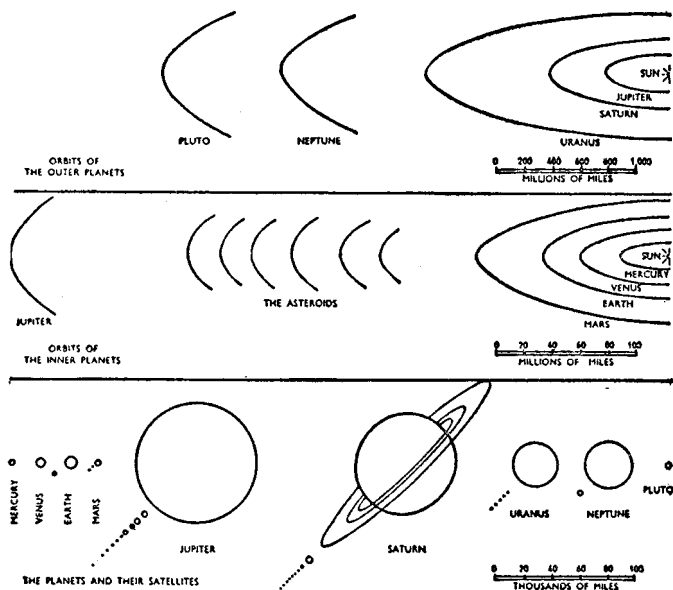 SUN
JUPITER
SATURN
PLUTO
NEPTUNE
URANUS
ORBITS OF
THE OUTER PLANETS
0 200 400 600 800 1,000
MILLIONS OF MILES
SUN
MERCURY
VENUS
THE ASTEROIDS
EARTH
JUPITER
MARS
ORBITS OF
THE INNER PLANETS
0 20 40 60 80 100
MILLIONS OF MILES
MERCURY
VENUS
EARTH
MARS
JUPITER
SATURN
URANUS
NEPTUNE
PLUTO
THE PLANETS AND THEIR SATELLITES
0 20 40 60 80 100
THOUSANDS OF MILES